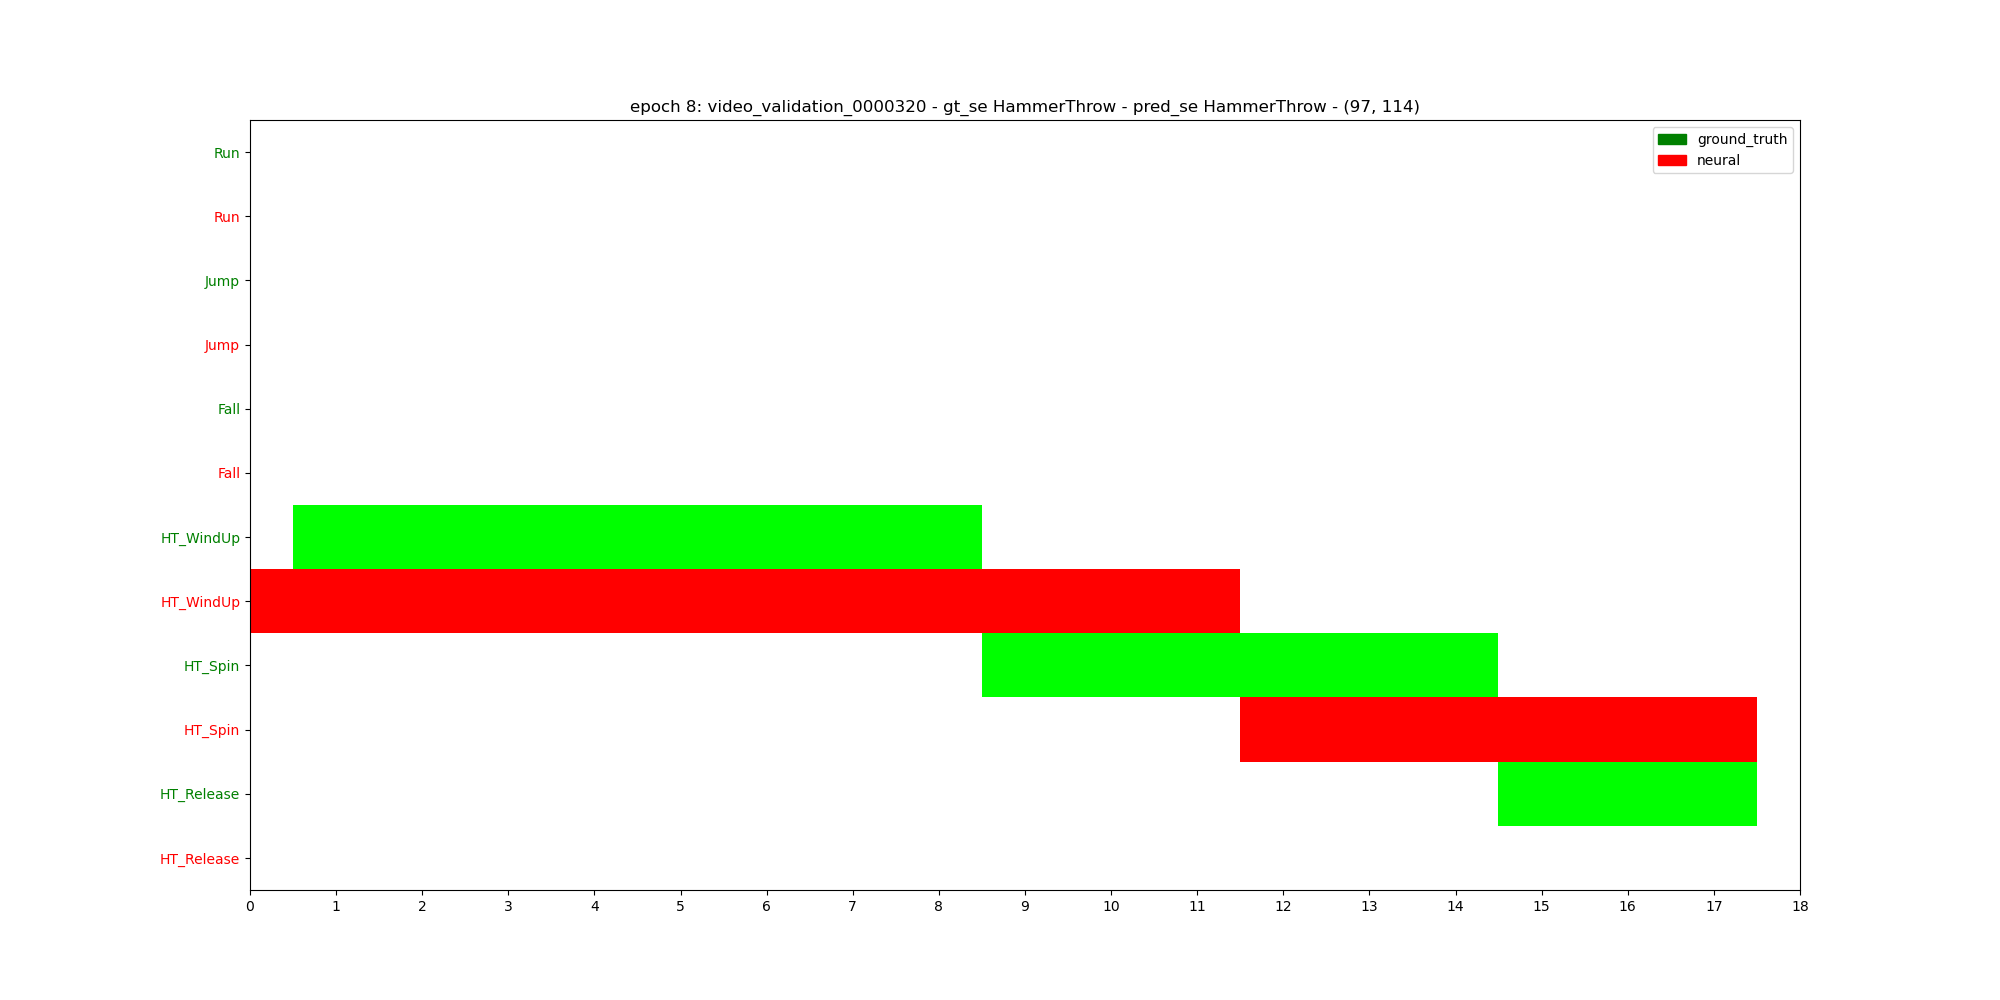 epoch 8: video_validation_0000320 - gt_se HammerThrow - pred_se HammerThrow - (97, 114)
ground_truth
neural
Run
Run
Jump
Jump
Fall
Fall
HT_WindUp
HT_WindUp
HT_Spin
HT_Spin
HT_Release
HT_Release
0 1 2 3 4 5 6 7 8 9 10 11 12 13 14 15 16 17 18